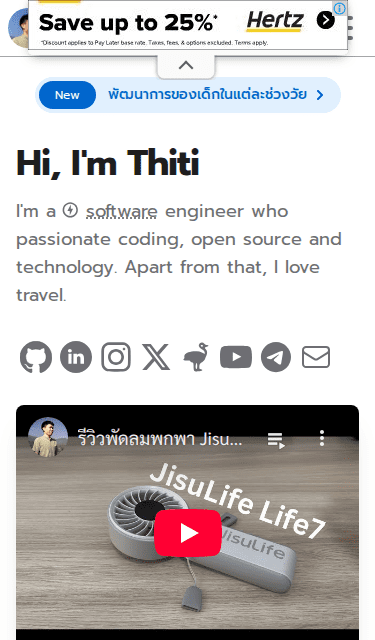 Save up to 25%*
Hertz
*Discount applies to Pay Later base rate. Taxes, fees, & options excluded. Terms apply.
New
พัฒนาการของเด็กในแต่ละช่วงวัย
Hi, I'm Thiti
I'm a software engineer who
passionate coding, open source and
technology. Apart from that, I love
travel.
รีวิวพัดลมพกพา Jisu...
JisuLife Life7
JisuLife